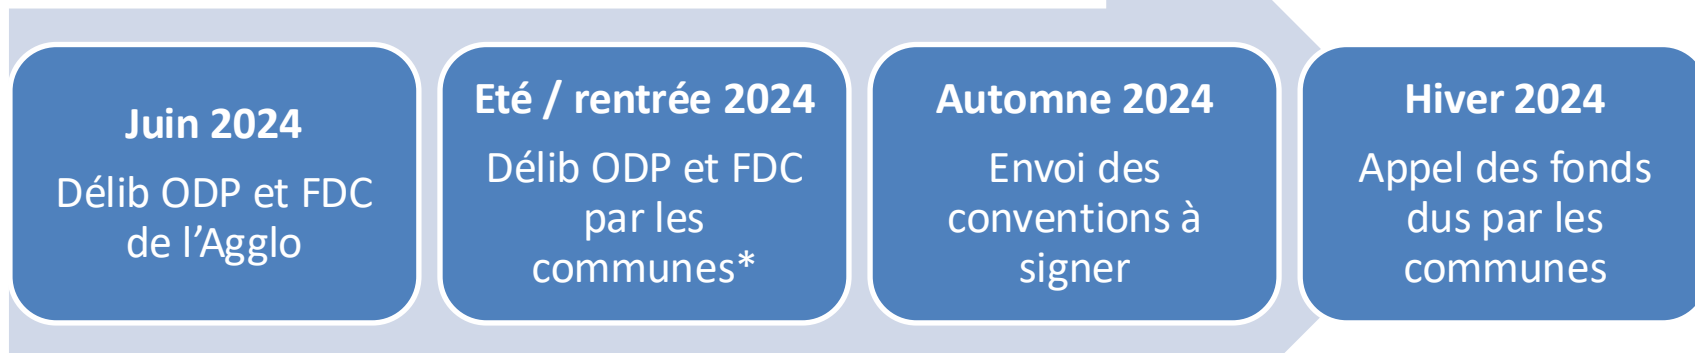 Juin 2024
Délib ODP et FDC
de l’Agglo
Eté / rentrée 2024
Délib ODP et FDC
par les
communes*
Automne 2024
Envoi des
conventions à
signer
Hiver 2024
Appel des fonds
dus par les
communes